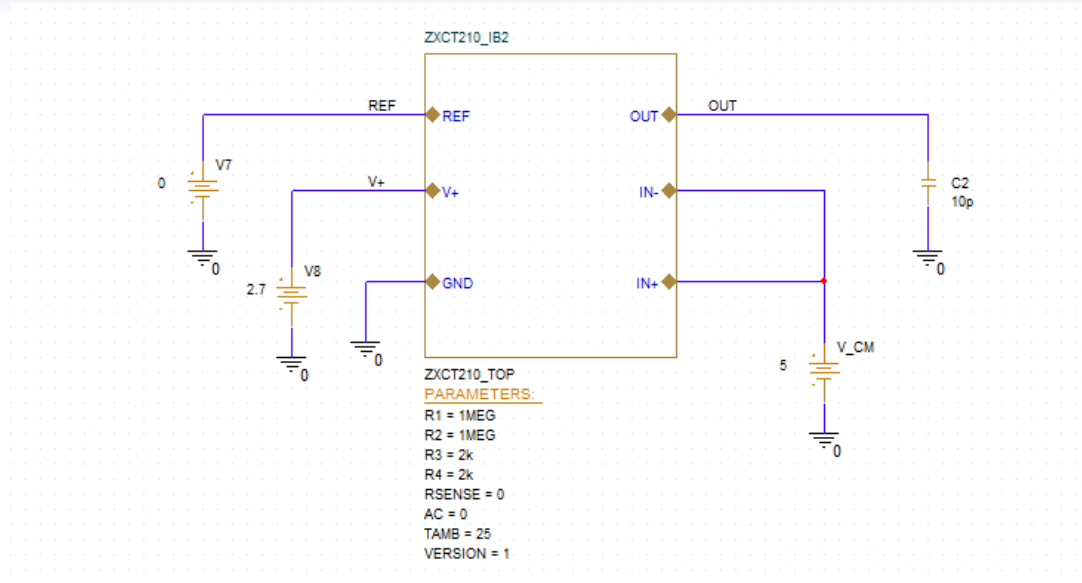 ZXCT210_IB2
REF
REF
OUT
OUT
V7
0
V+
V+
IN-
C2
10p
0
V8
2.7
GND
IN+
0
0
0
V_CM
5
0
ZXCT210_TOP
PARAMETERS:
R1 = 1MEG
R2 = 1MEG
R3 = 2k
R4 = 2k
RSENSE = 0
AC = 0
TAMB = 25
VERSION = 1